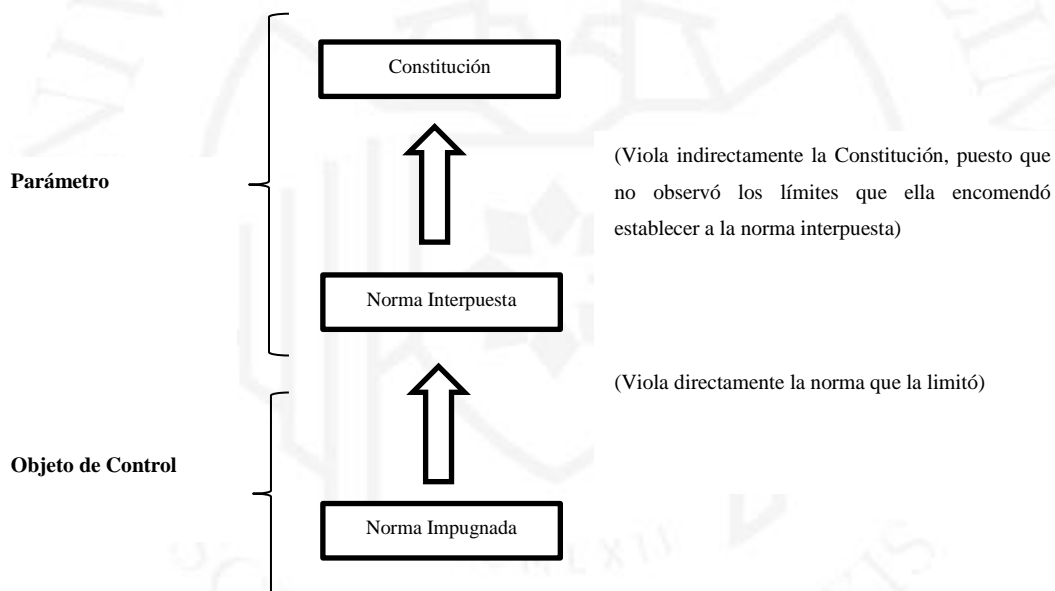 Constitución
Parámetro
(Viola indirectamente la Constitución, puesto que
no observó los límites que ella encomendó
establecer a la norma interpuesta)
Norma Interpuesta
(Viola directamente la norma que la limitó)
Objeto de Control
Norma Impugnada